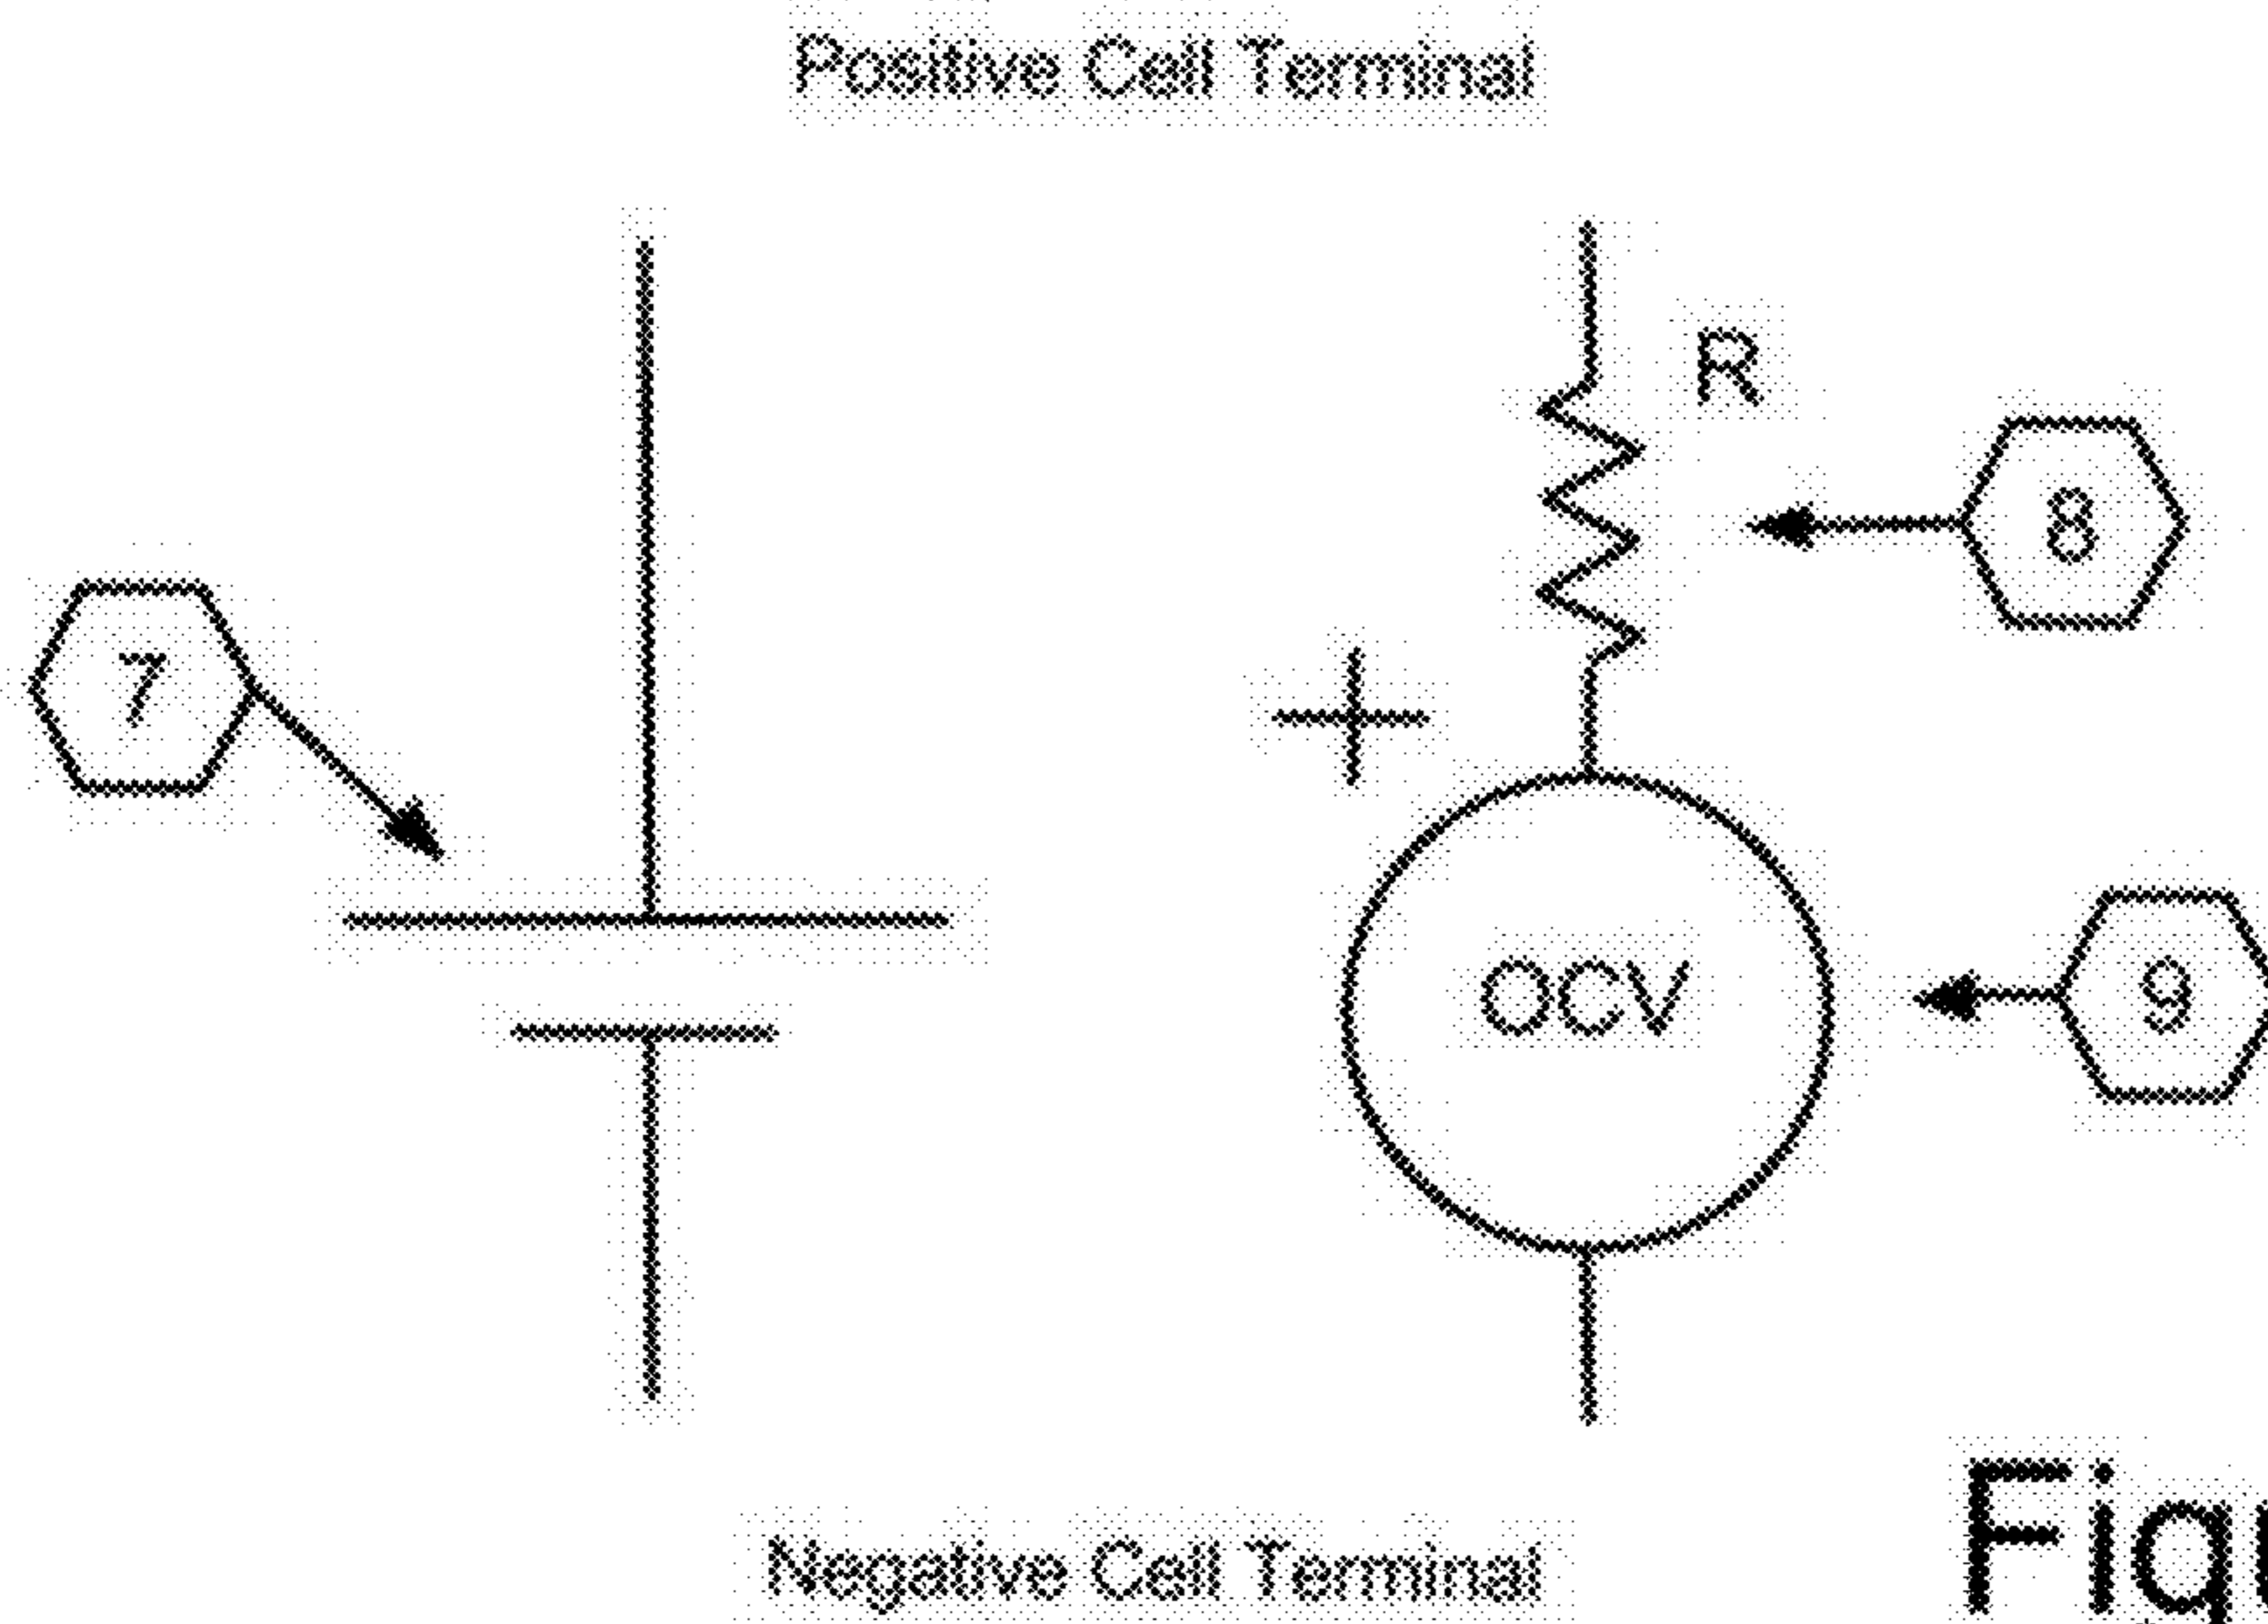 Positive Cell Terminal
R
8
7
+
OCV
9
Negative Cell Terminal